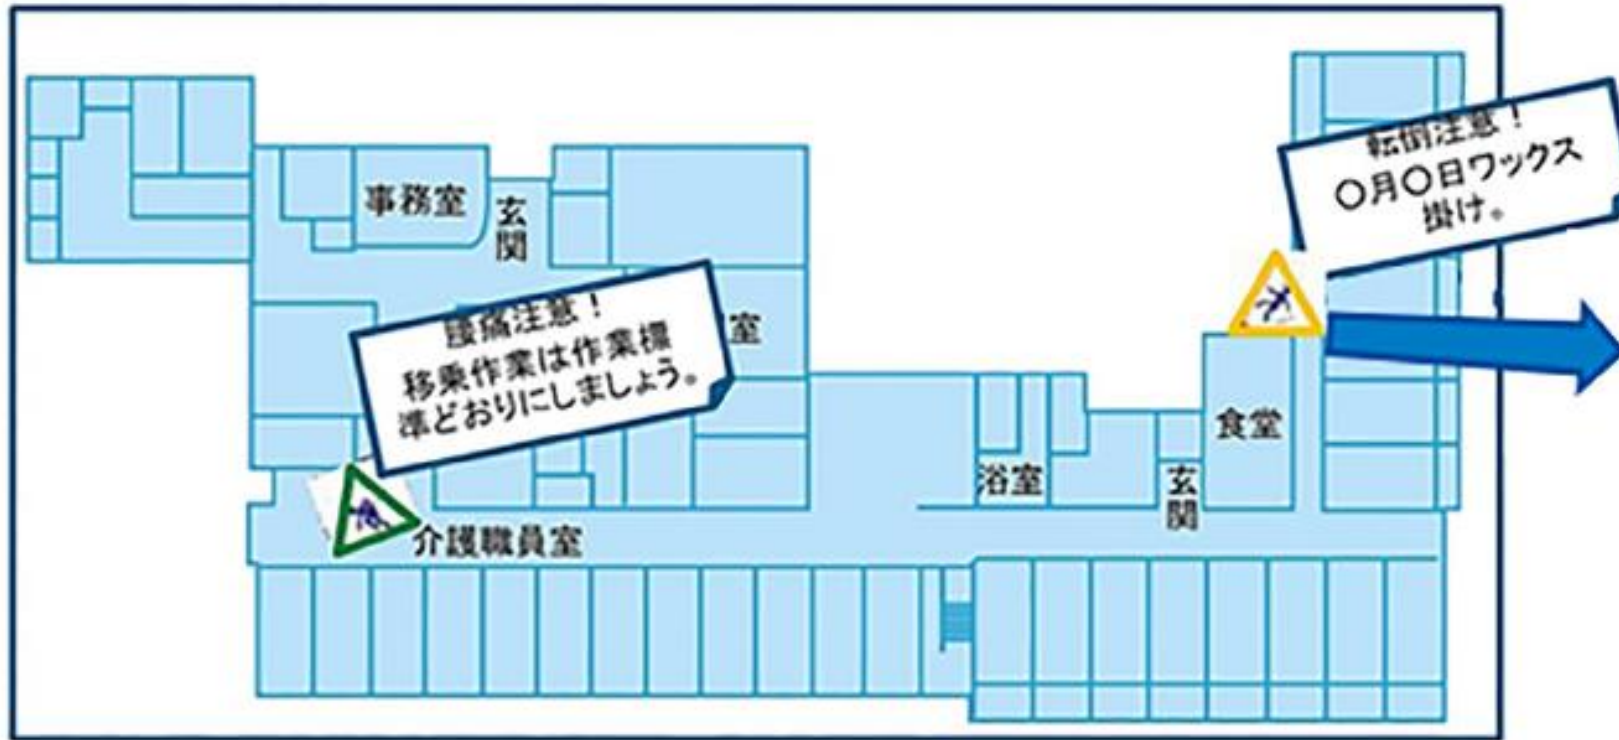 事務室
玄関
転倒注意！
〇月〇日ワックス
掛け。
腰痛注意！
移乗作業は作業標
準どおりにしましょう。
室
食堂
浴室
玄関
介護職員室